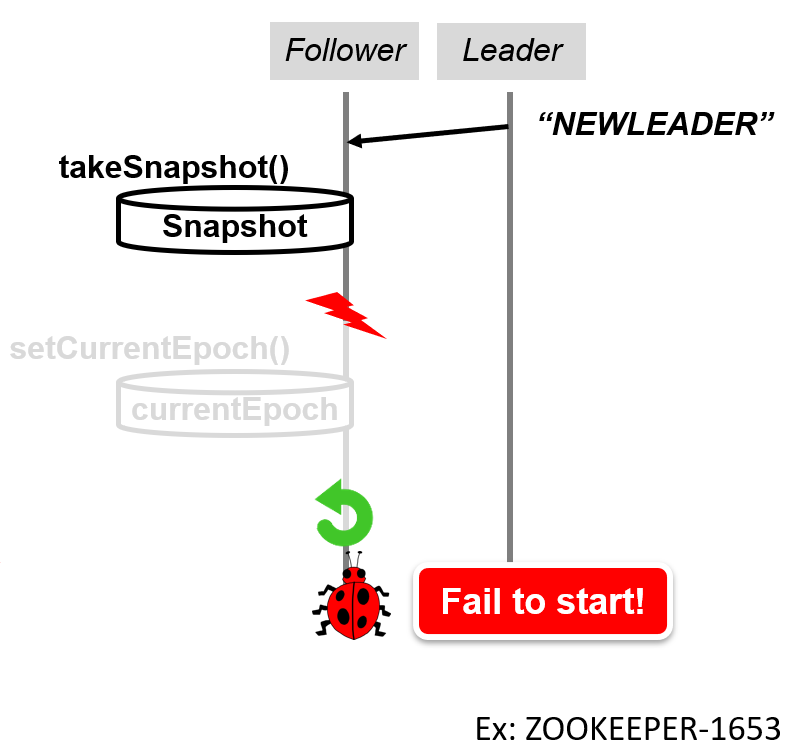 Follower
Leader
“NEWLEADER”
takeSnapshot()
Snapshot
setCurrentEpoch()
currentEpoch
Fail to start!
Ex: ZOOKEEPER-1653